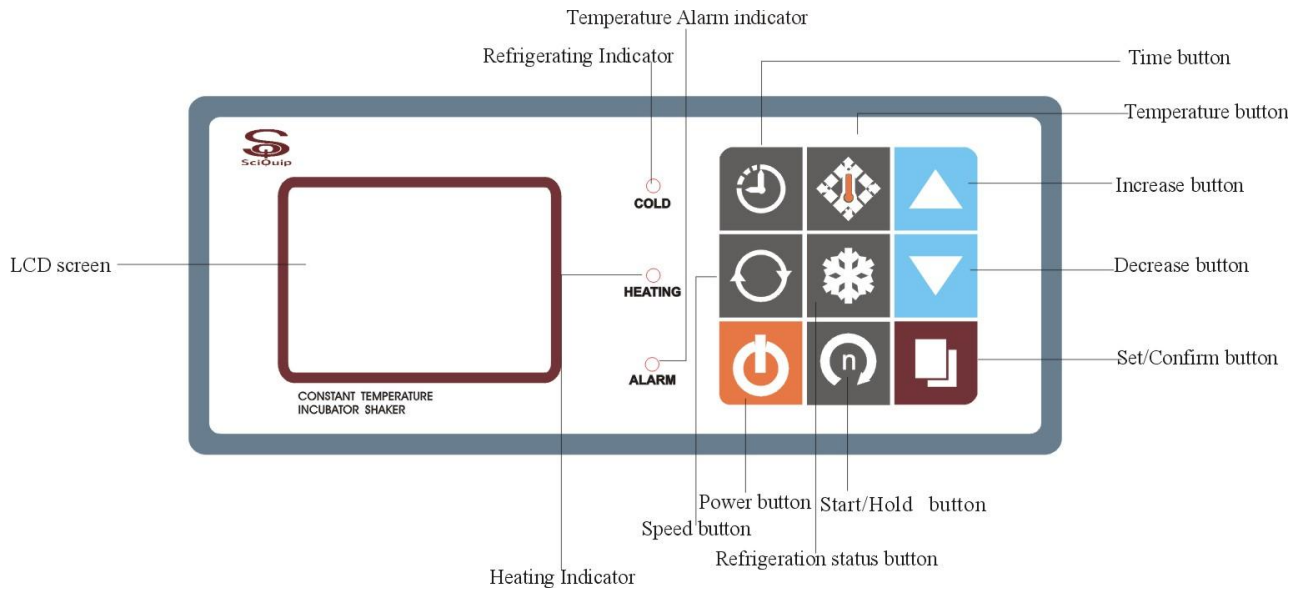 Temperature Alarm indicator
Refrigerating Indicator
Time button
Temperature button
SciQuip
COLD
Increase button
LCD screen
HEATING
Decrease button
ALARM
n
Set/Confirm button
CONSTANT TEMPERATURE
INCUBATOR SHAKER
Power button
Start/Hold button
Speed button
Refrigeration status button
Heating Indicator